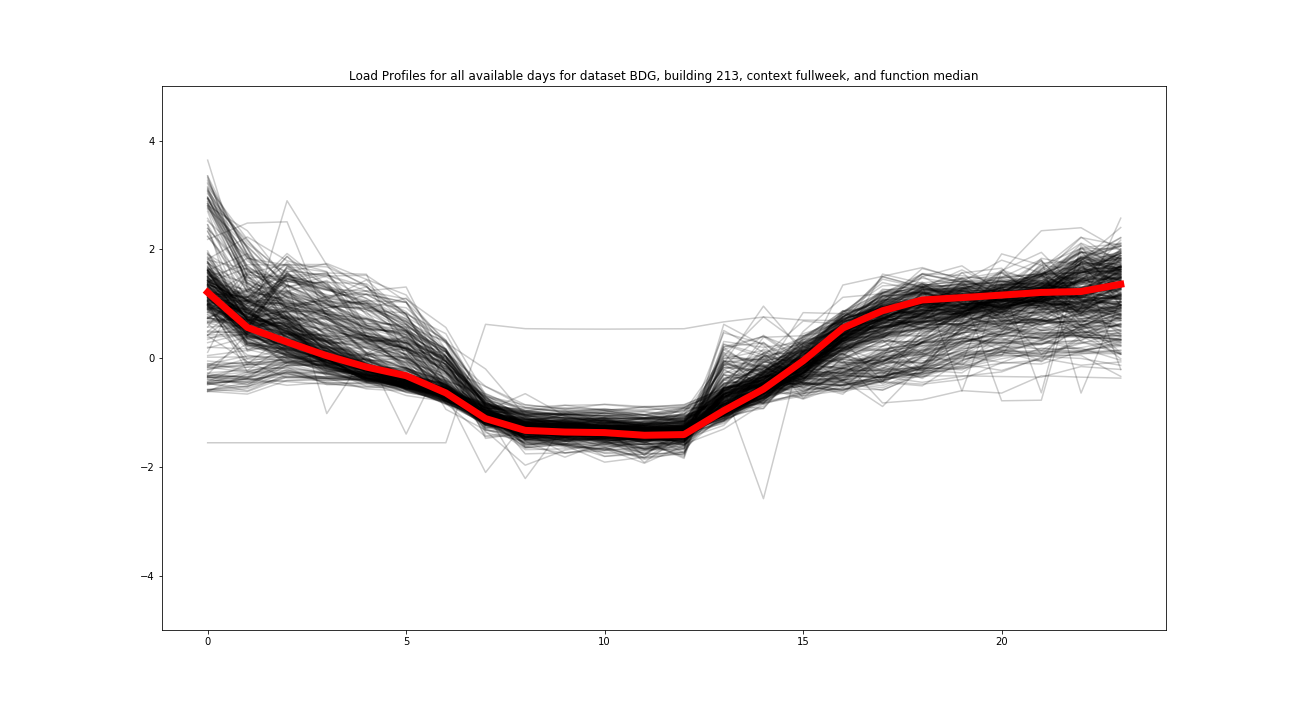 Load Profiles for all available days for dataset BDG, building 213, context fullweek, and function median
4
2
0
−2
−4
0 5 10 15 20